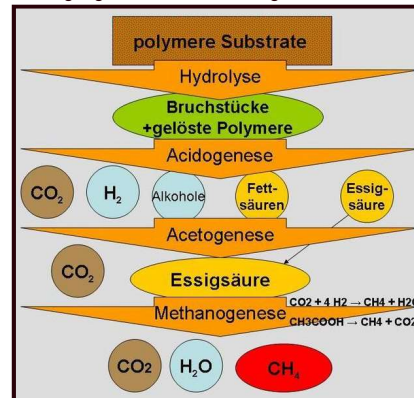 polymere Substrate
Hydrolyse
Bruchstücke
+gelöste Polymere
Acidogenese
CO2
H2
Alkohole
Fett-
säuren
Essig-
säure
Acetogenese
CO2
Essigsäure
Methanogenese
CO2 + 4 H2 → CH4 + H2O
CH3COOH → CH4 + CO2
CO2
H2O
CH4